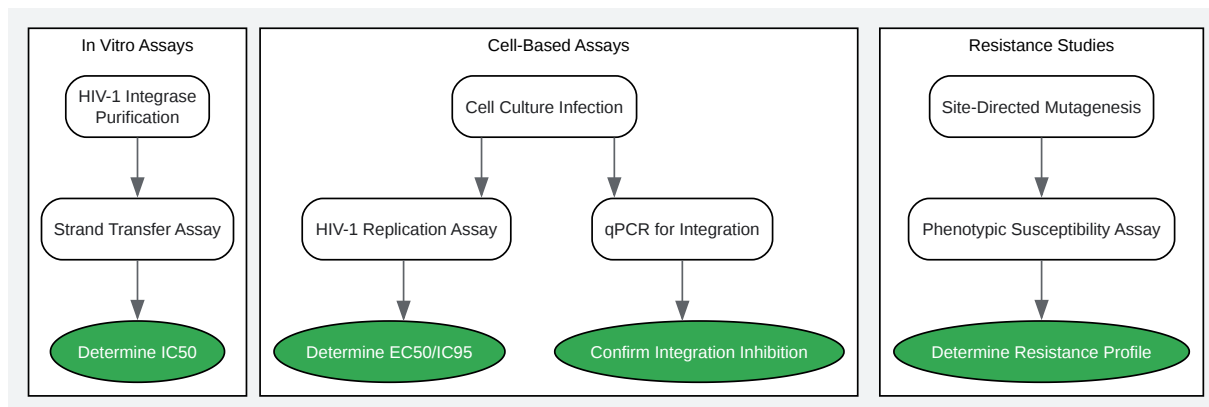 In Vitro Assays
HIV-1 Integrase
Purification
Strand Transfer Assay
Determine IC50
Cell-Based Assays
Cell Culture Infection
HIV-1 Replication Assay
qPCR for Integration
Determine EC50/IC95
Confirm Integration Inhibition
Resistance Studies
Site-Directed Mutagenesis
Phenotypic Susceptibility Assay
Determine Resistance Profile